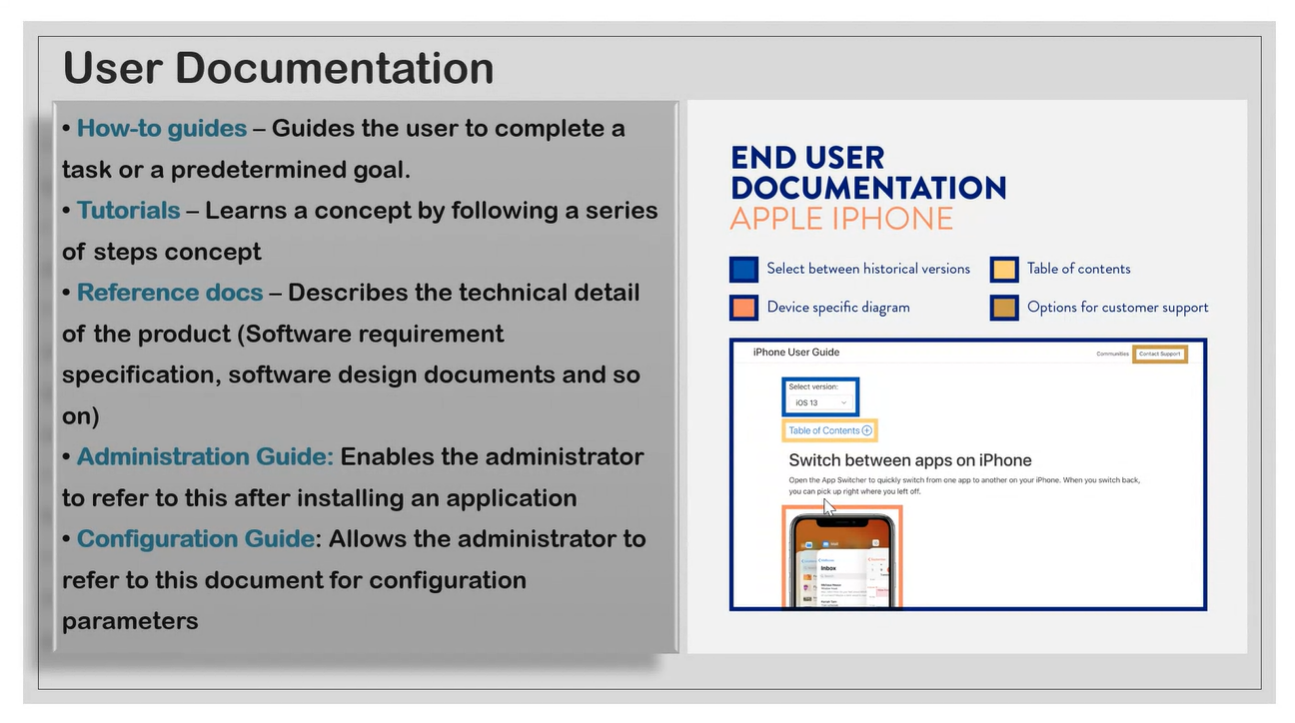 User Documentation
• How-to guides – Guides the user to complete a
task or a predetermined goal.
• Tutorials – Learns a concept by following a series
of steps concept
• Reference docs – Describes the technical detail
of the product (Software requirement
specification, software design documents and so
on)
• Administration Guide: Enables the administrator
to refer to this after installing an application
• Configuration Guide: Allows the administrator to
refer to this document for configuration
parameters
END USER
DOCUMENTATION
APPLE IPHONE
Select between historical versions
Table of contents
Device specific diagram
Options for customer support
iPhone User Guide
Communities
Contact Support
Select version:
iOS 13
Table of Contents
Switch between apps on iPhone
Open the App Switcher to quickly switch from one app to another on your iPhone. When you switch back,
you can pick up right where you left off.
Inbox